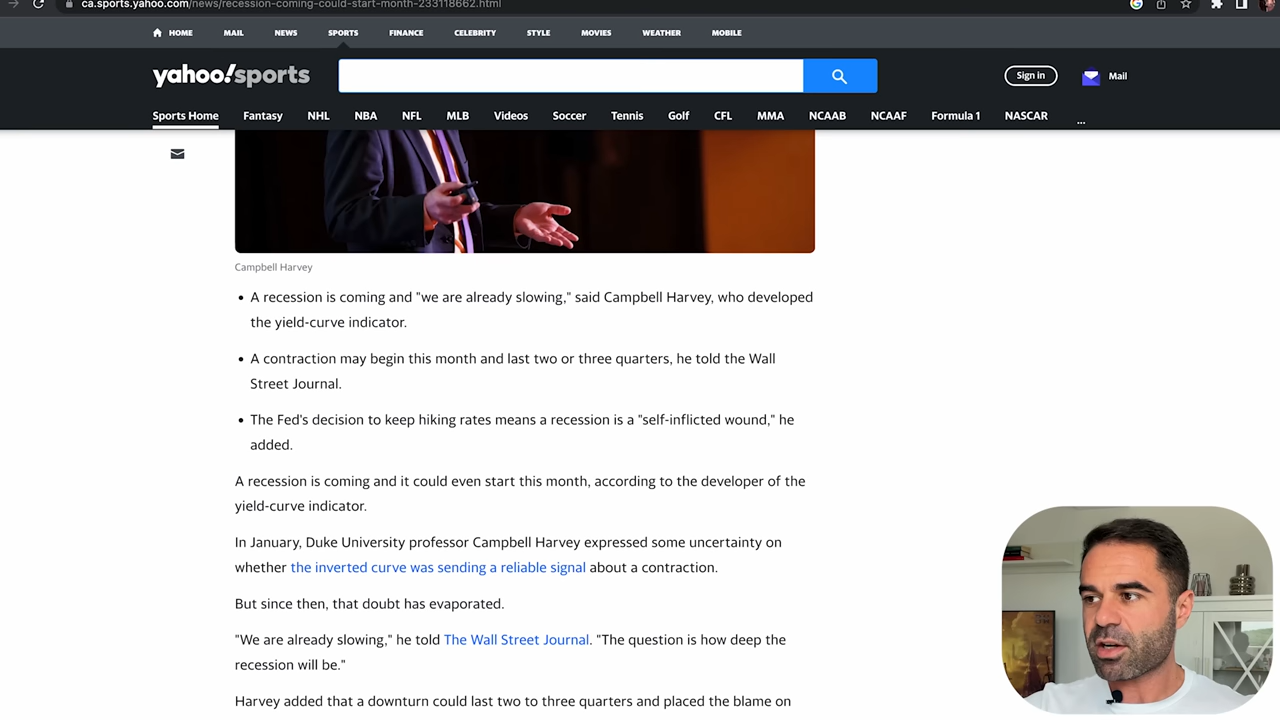 ca.sports.yahoo.com/news/recession-coming-could-start-month-233118662.html
HOME MAIL NEWS SPORTS FINANCE CELEBRITY STYLE MOVIES WEATHER MOBILE
yahoo!sports
Sign in
Mail
Sports Home Fantasy NHL NBA NFL MLB Videos Soccer Tennis Golf CFL MMA NCAAB NCAAF Formula 1 NASCAR ...
Campbell Harvey
• A recession is coming and "we are already slowing," said Campbell Harvey, who developed
the yield-curve indicator.
• A contraction may begin this month and last two or three quarters, he told the Wall
Street Journal.
• The Fed's decision to keep hiking rates means a recession is a "self-inflicted wound," he
added.
A recession is coming and it could even start this month, according to the developer of the
yield-curve indicator.
In January, Duke University professor Campbell Harvey expressed some uncertainty on
whether the inverted curve was sending a reliable signal about a contraction.
But since then, that doubt has evaporated.
"We are already slowing," he told The Wall Street Journal. "The question is how deep the
recession will be."
Harvey added that a downturn could last two to three quarters and placed the blame on